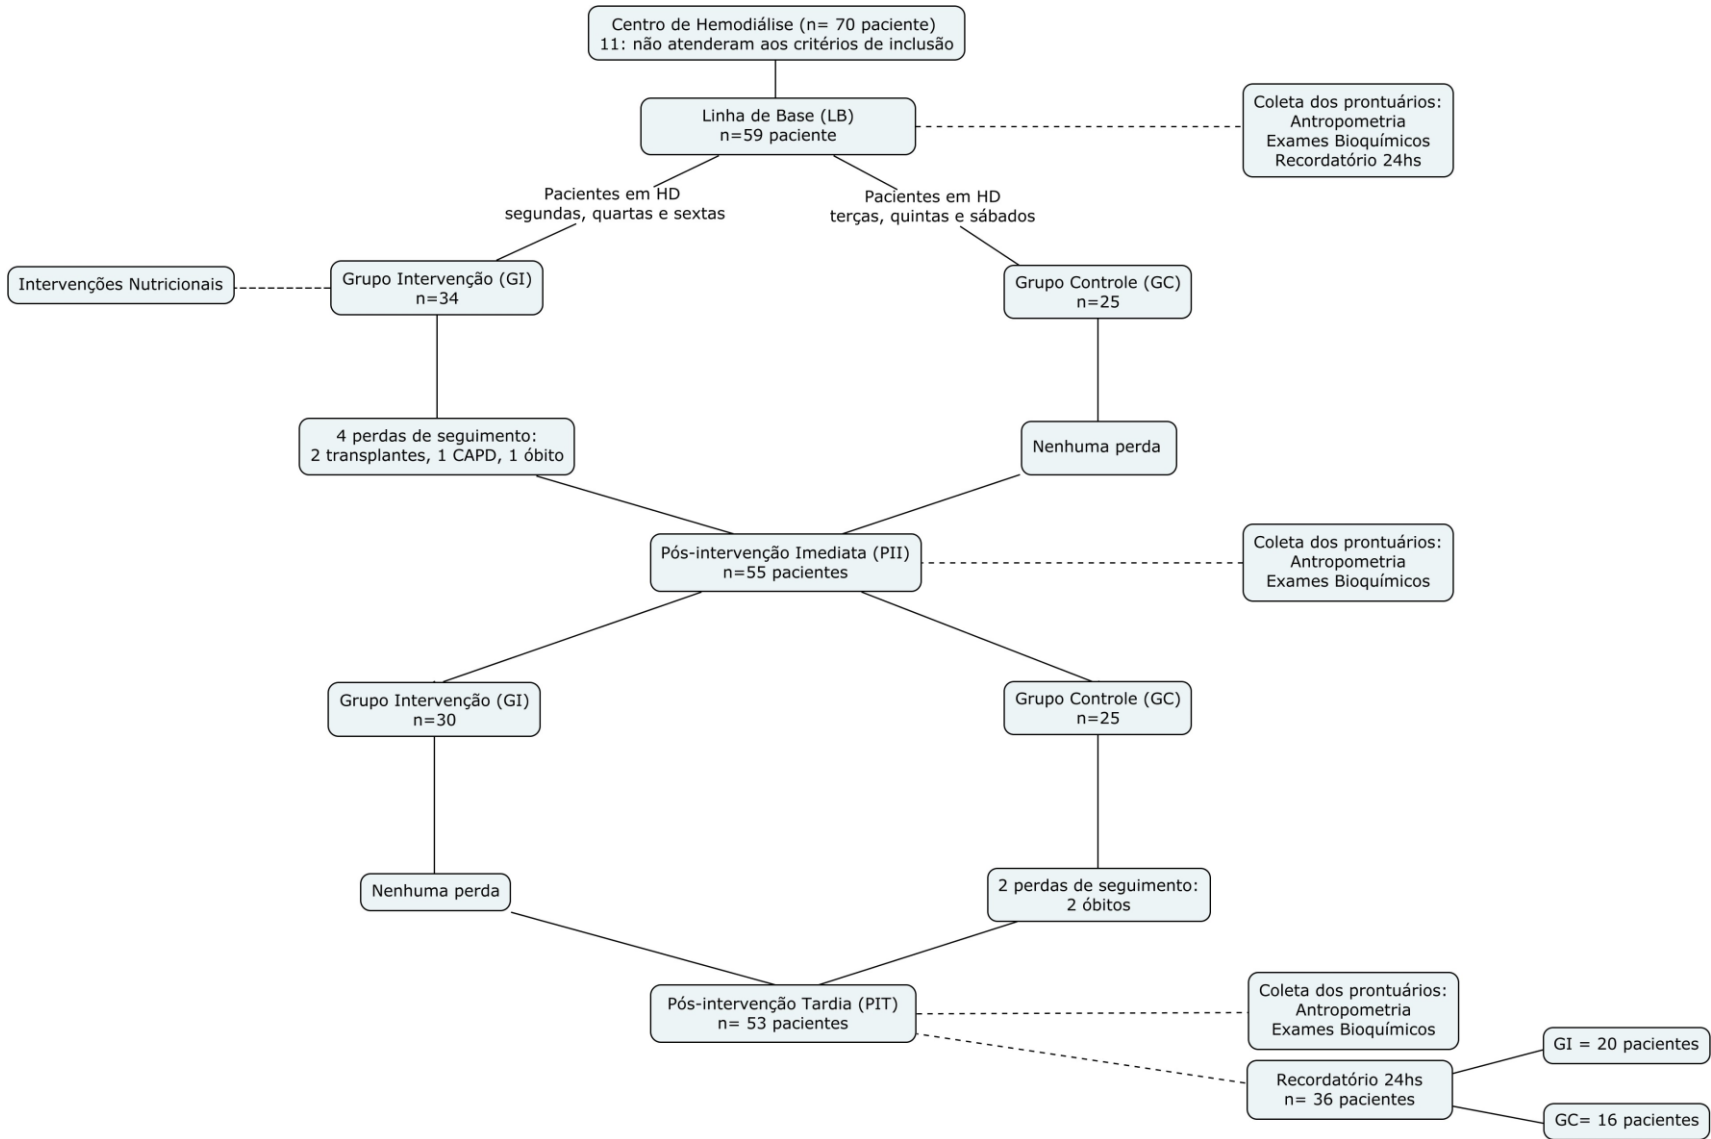 Centro de Hemodiálise (n= 70 paciente)
11: não atenderam aos critérios de inclusão
Linha de Base (LB)
n=59 paciente
Coleta dos prontuários:
Antropometria
Exames Bioquímicos
Recordatório 24hs
Pacientes em HD
segundas, quartas e sextas
Pacientes em HD
terças, quintas e sábados
Intervenções Nutricionais
Grupo Intervenção (GI)
n=34
Grupo Controle (GC)
n=25
4 perdas de seguimento:
2 transplantes, 1 CAPD, 1 óbito
Nenhuma perda
Pós-intervenção Imediata (PII)
n=55 pacientes
Coleta dos prontuários:
Antropometria
Exames Bioquímicos
Grupo Intervenção (GI)
n=30
Grupo Controle (GC)
n=25
Nenhuma perda
2 perdas de seguimento:
2 óbitos
Pós-intervenção Tardia (PIT)
n= 53 pacientes
Coleta dos prontuários:
Antropometria
Exames Bioquímicos
Recordatório 24hs
n= 36 pacientes
GI = 20 pacientes
GC= 16 pacientes